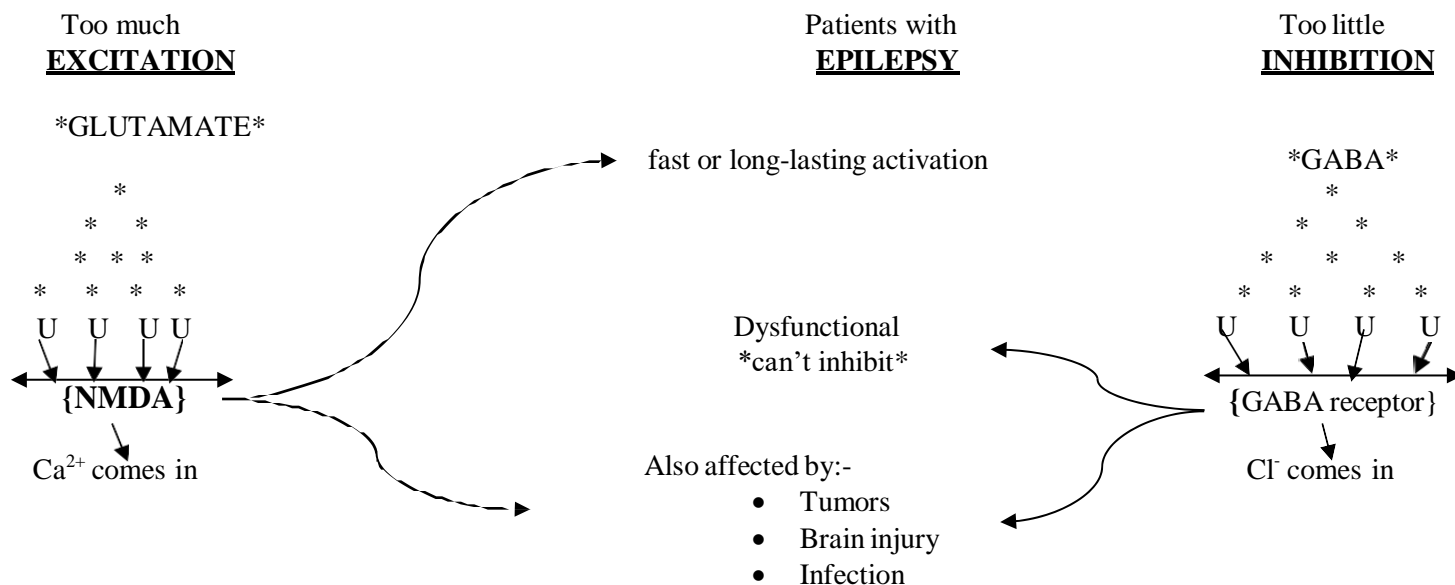 Too much
EXCITATION
*GLUTAMATE*
*
* *
* * *
* * * *
U U U U
{NMDA}
Ca2+ comes in
Patients with
EPILEPSY
fast or long-lasting activation
Dysfunctional
*can’t inhibit*
Also affected by:-
• Tumors
• Brain injury
• Infection
Too little
INHIBITION
*GABA*
*
* *
* * *
* * * *
U U U U
{GABA receptor}
Cl- comes in